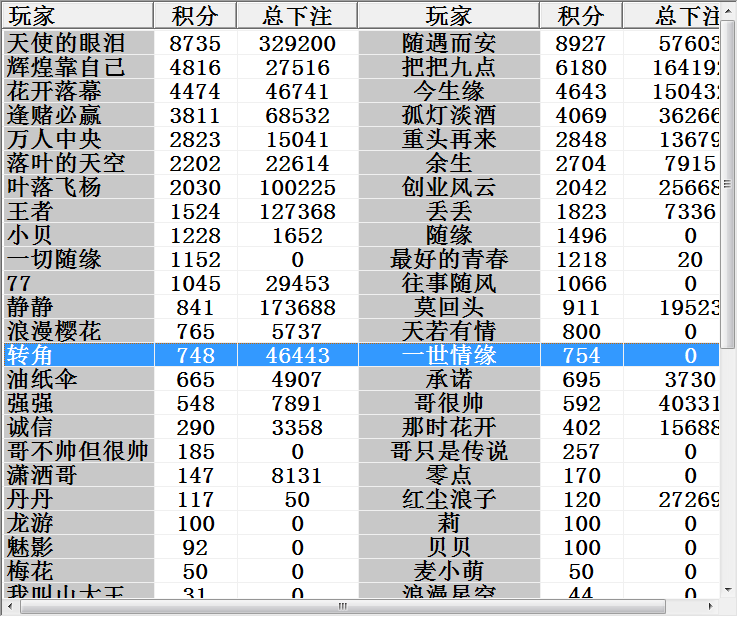 玩家 积分 总下注 玩家 积分 总下注
天使的眼泪 8735 329200 随遇而安 8927 57603
辉煌靠自己 4816 27516 把把九点 6180 164192
花开落幕 4474 46741 今生缘 4643 150432
逢赌必赢 3811 68532 孤灯淡酒 4069 36266
万人中央 2823 15041 重头再来 2848 13679
落叶的天空 2202 22614 余生 2704 7915
叶落飞杨 2030 100225 创业风云 2042 25668
王者 1524 127368 丢丢 1823 7336
小贝 1228 1652 随缘 1496 0
一切随缘 1152 0 最好的青春 1218 20
77 1045 29453 往事随风 1066 0
静静 841 173688 莫回头 911 19523
浪漫樱花 765 5737 天若有情 800 0
转角 748 46443 一世情缘 754 0
油纸伞 665 4907 承诺 695 3730
强强 548 7891 哥很帅 592 40331
诚信 290 3358 那时花开 402 15688
哥不帅但很帅 185 0 哥只是传说 257 0
潇洒哥 147 8131 零点 170 0
丹丹 117 50 红尘浪子 120 27269
龙游 100 0 莉 100 0
魅影 92 0 贝贝 100 0
梅花 50 0 麦小萌 50 0
我叫山大王 31 0 浪漫星空 44 0